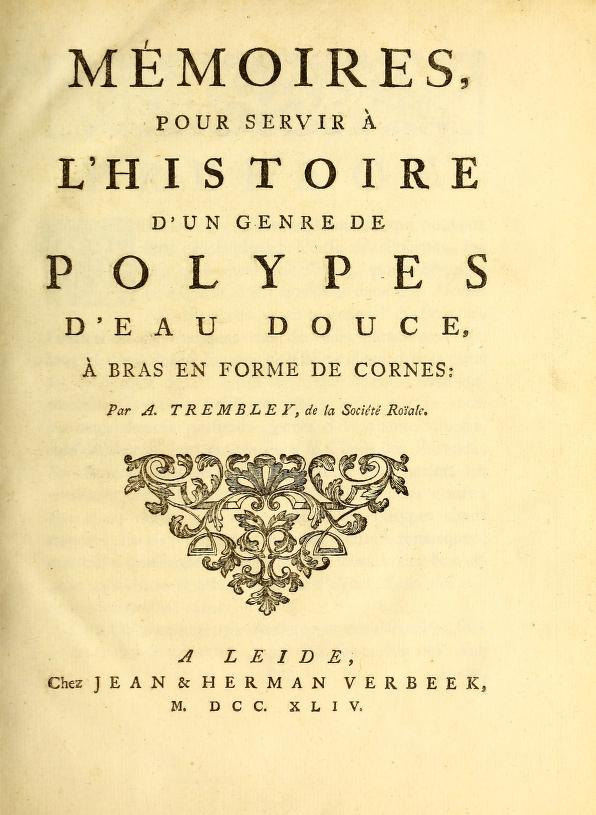 MÉMOIRES,
POUR SERVIR À
L'HISTOIRE
D'UN GENRE DE
POLYPES
D'EAU DOUCE,
À BRAS EN FORME DE CORNES:
Par A. TREMBLEY, de la Société Roïale.
A LEIDE,
Chez JEAN & HERMAN VERBEEK,
M. DCC. XLIV.